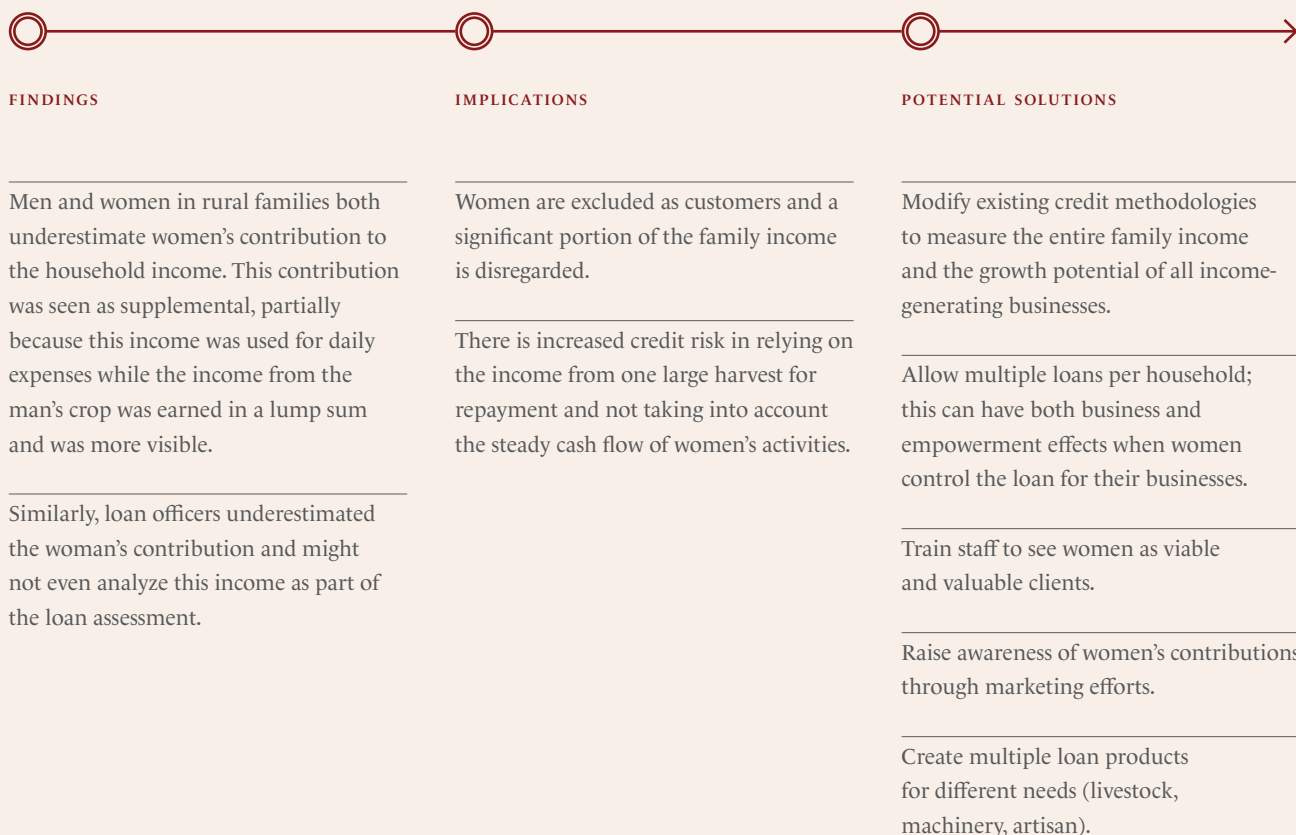 FINDINGS
Men and women in rural families both
underestimate women’s contribution to
the household income. This contribution
was seen as supplemental, partially
because this income was used for daily
expenses while the income from the
man’s crop was earned in a lump sum
and was more visible.
Similarly, loan officers underestimated
the woman’s contribution and might
not even analyze this income as part of
the loan assessment.
IMPLICATIONS
Women are excluded as customers and a
significant portion of the family income
is disregarded.
There is increased credit risk in relying on
the income from one large harvest for
repayment and not taking into account
the steady cash flow of women’s activities.
POTENTIAL SOLUTIONS
Modify existing credit methodologies
to measure the entire family income
and the growth potential of all income-
generating businesses.
Allow multiple loans per household;
this can have both business and
empowerment effects when women
control the loan for their businesses.
Train staff to see women as viable
and valuable clients.
Raise awareness of women’s contributions
through marketing efforts.
Create multiple loan products
for different needs (livestock,
machinery, artisan).